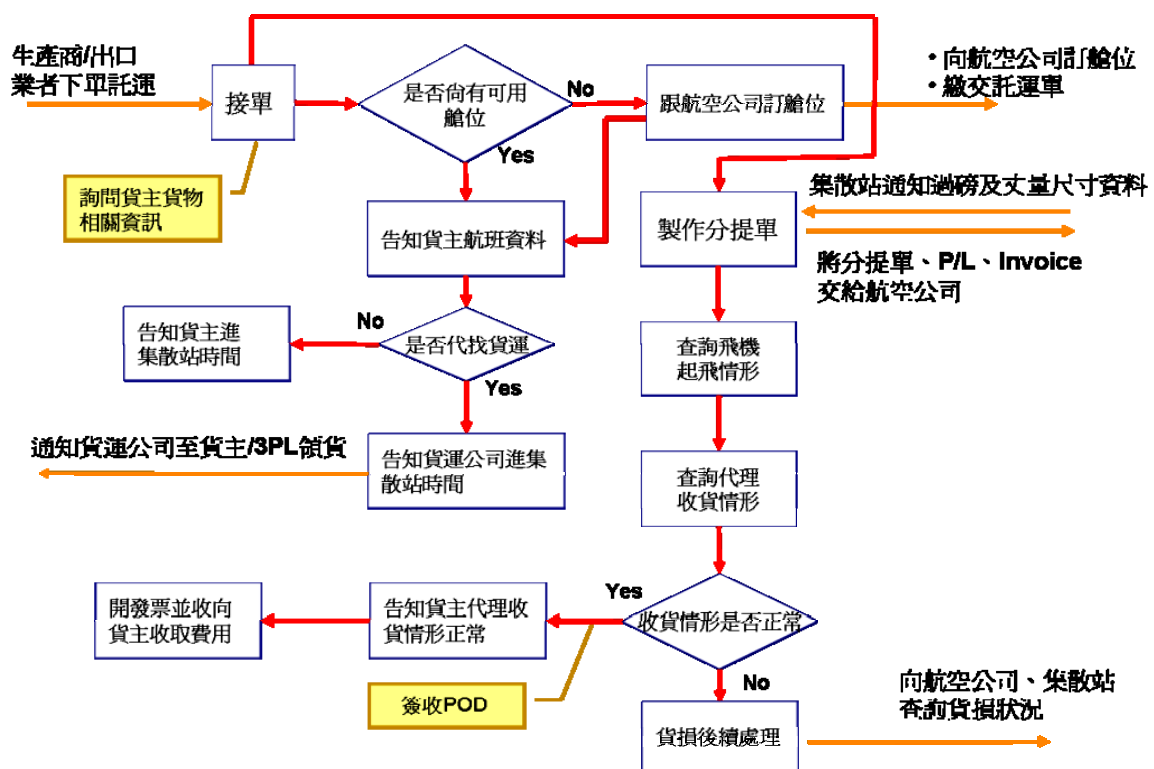 生產商/出口
業者下單託運
接單
是否尚有可用
艙位
No
跟航空公司訂艙位
• 向航空公司訂艙位
• 繳交託運單
Yes
詢問貨主貨物
相關資訊
告知貨主航班資料
製作分提單
集散站通知過磅及丈量尺寸資料
將分提單、P/L、Invoice
交給航空公司
告知貨主進
集散站時間
No
是否代找貨運
Yes
查詢飛機
起飛情形
通知貨運公司至貨主/3PL領貨
告知貨運公司進集
散站時間
查詢代理
收貨情形
開發票並收向
貨主收取費用
告知貨主代理收
貨情形正常
Yes
收貨情形是否正常
簽收POD
No
貨損後續處理
向航空公司、集散站
查詢貨損狀況